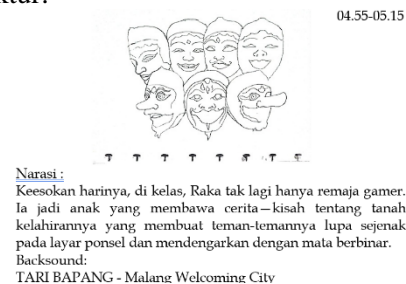 04.55-05.15
Narasi :
Keesokan harinya, di kelas, Raka tak lagi hanya remaja gamer.
Ia jadi anak yang membawa cerita—kisah tentang tanah
kelahirannya yang membuat teman-temannya lupa sejenak
pada layar ponsel dan mendengarkan dengan mata berbinar.
Backsound:
TARI BAPANG - Malang Welcoming City